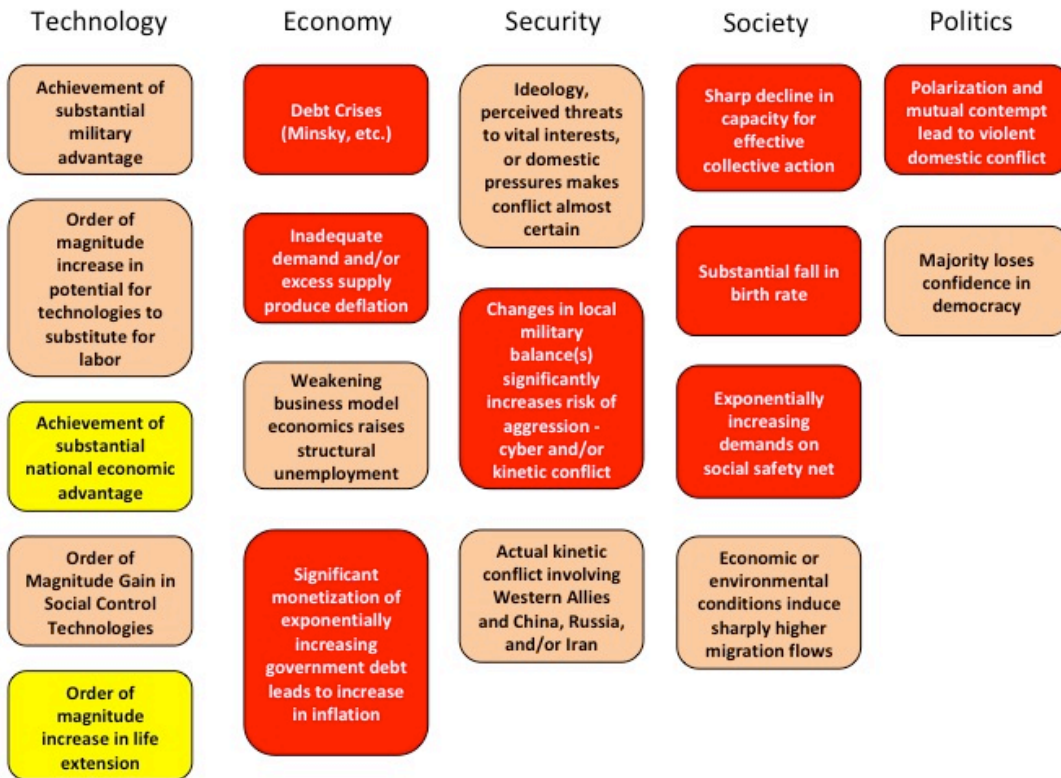 Technology
Economy
Security
Society
Politics
Achievement of
substantial
military
advantage
Order of
magnitude
increase in
potential for
technologies to
substitute for
labor
Achievement of
substantial
national economic
advantage
Order of
Magnitude Gain in
Social Control
Technologies
Order of
magnitude
increase in life
extension
Debt Crises
(Minsky, etc.)
Inadequate
demand and/or
excess supply
produce deflation
Weakening
business model
economics raises
structural
unemployment
Significant
monetization of
exponentially
increasing
government debt
leads to increase
in inflation
Ideology,
perceived threats
to vital interests,
or domestic
pressures makes
conflict almost
certain
Changes in local
military
balance(s)
significantly
increases risk of
aggression -
cyber and/or
kinetic conflict
Actual kinetic
conflict involving
Western Allies
and China, Russia,
and/or Iran
Sharp decline in
capacity for
effective
collective action
Substantial fall in
birth rate
Exponentially
increasing
demands on
social safety net
Economic or
environmental
conditions induce
sharply higher
migration flows
Polarization and
mutual contempt
lead to violent
domestic conflict
Majority loses
confidence in
democracy